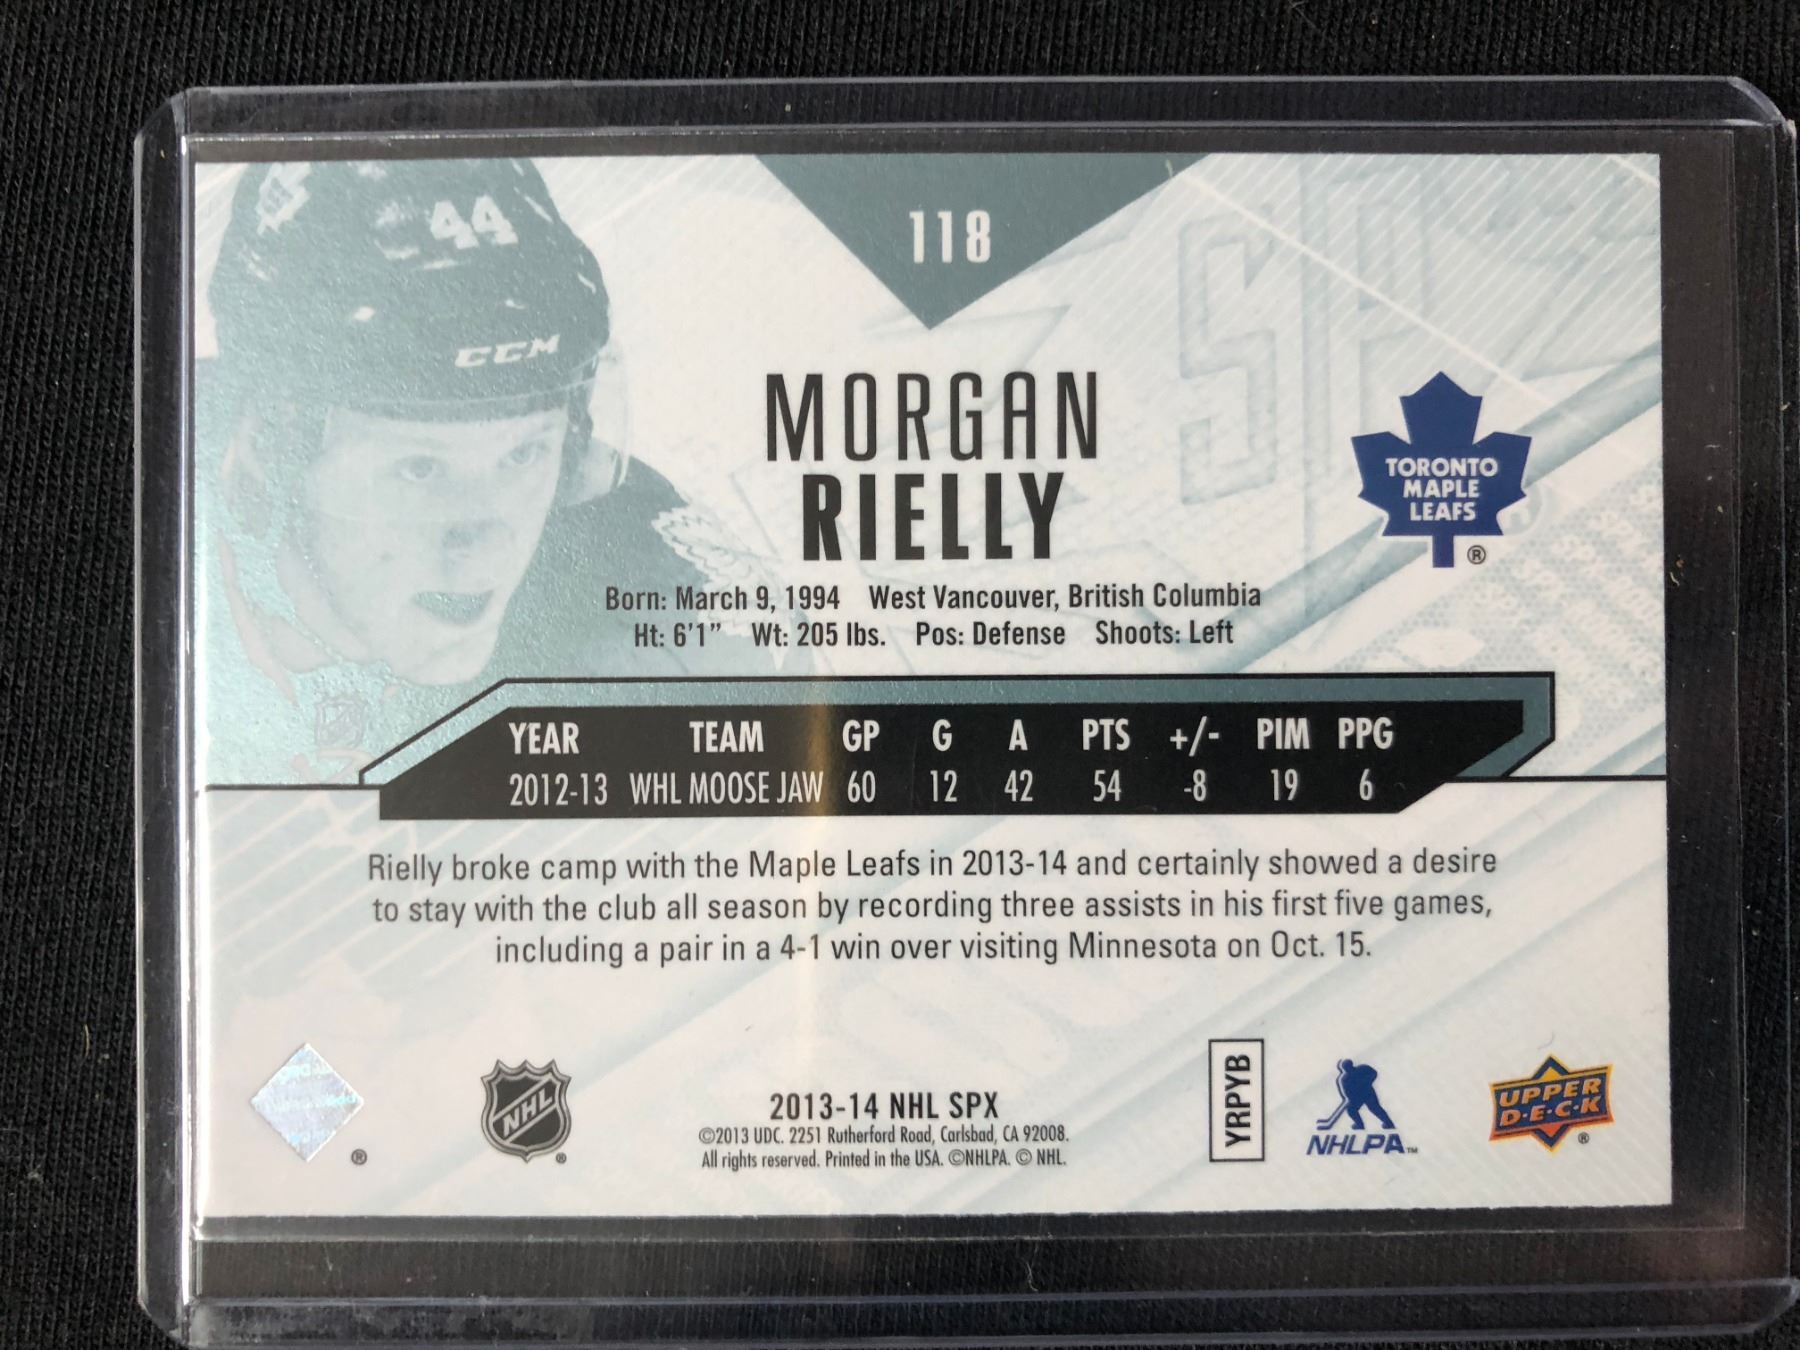 118
44
CCM
MORGAN
RIELLY
TORONTO
MAPLE
LEAFS
®
Born: March 9, 1994 West Vancouver, British Columbia
Ht: 6'1” Wt: 205 lbs. Pos: Defense Shoots: Left
YEAR TEAM GP G A PTS +/- PIM PPG
2012-13 WHL MOOSE JAW 60 12 42 54 -8 19 6
Rielly broke camp with the Maple Leafs in 2013-14 and certainly showed a desire
to stay with the club all season by recording three assists in his first five games,
including a pair in a 4-1 win over visiting Minnesota on Oct. 15.
®
NHL
®
2013-14 NHL SPX
©2013 UDC. 2251 Rutherford Road, Carlsbad, CA 92008.
All rights reserved. Printed in the USA. ©NHLPA. © NHL.
YRPYB
NHLPA™
UPPER
D·E·C·K
®